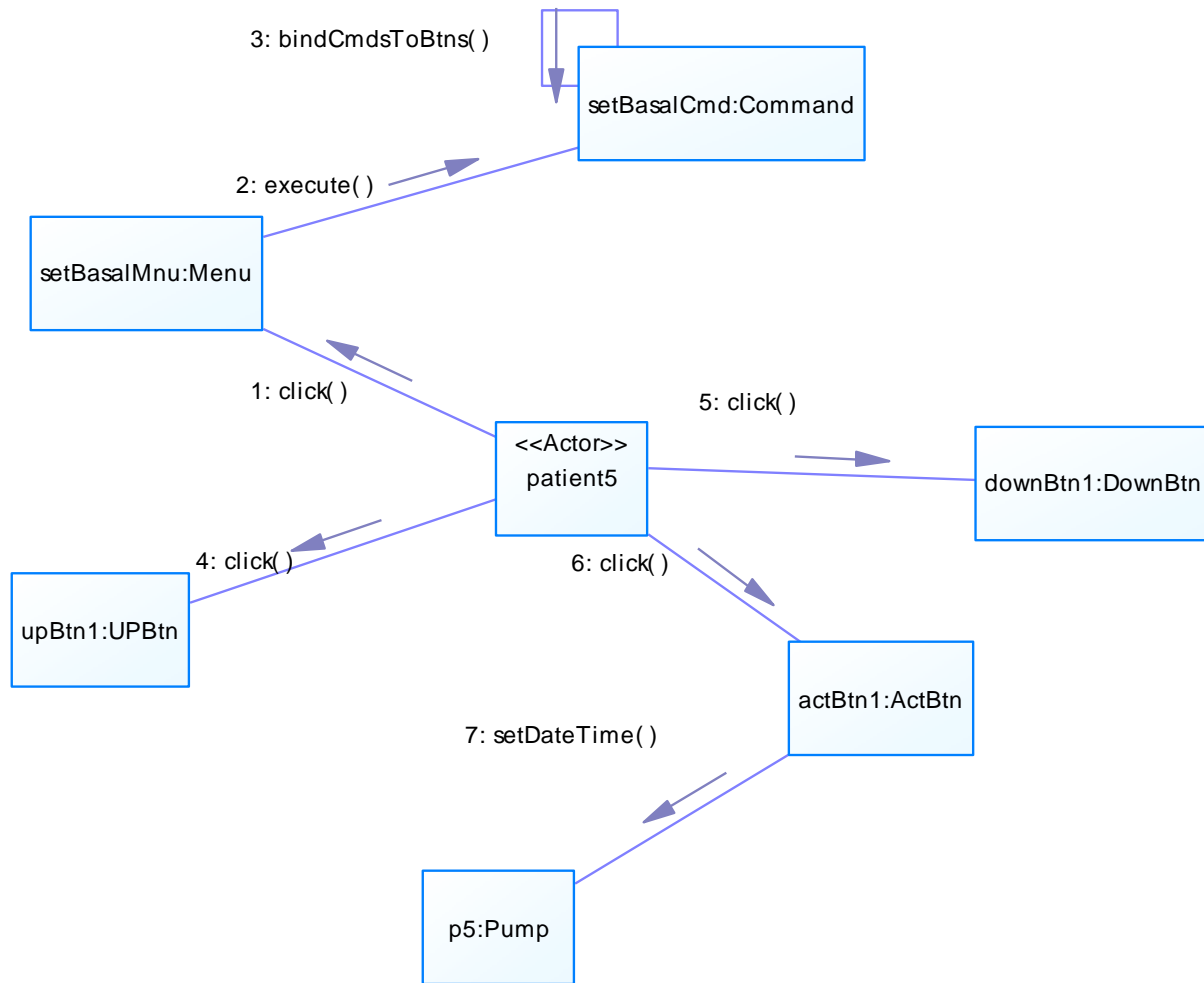 3: bindCmdsToBtns( )
setBasalCmd:Command
2: execute( )
setBasalMnu:Menu
1: click( )
5: click( )
<<Actor>>
patient5
downBtn1:DownBtn
4: click( )
6: click( )
upBtn1:UPBtn
actBtn1:ActBtn
7: setDateTime( )
p5:Pump